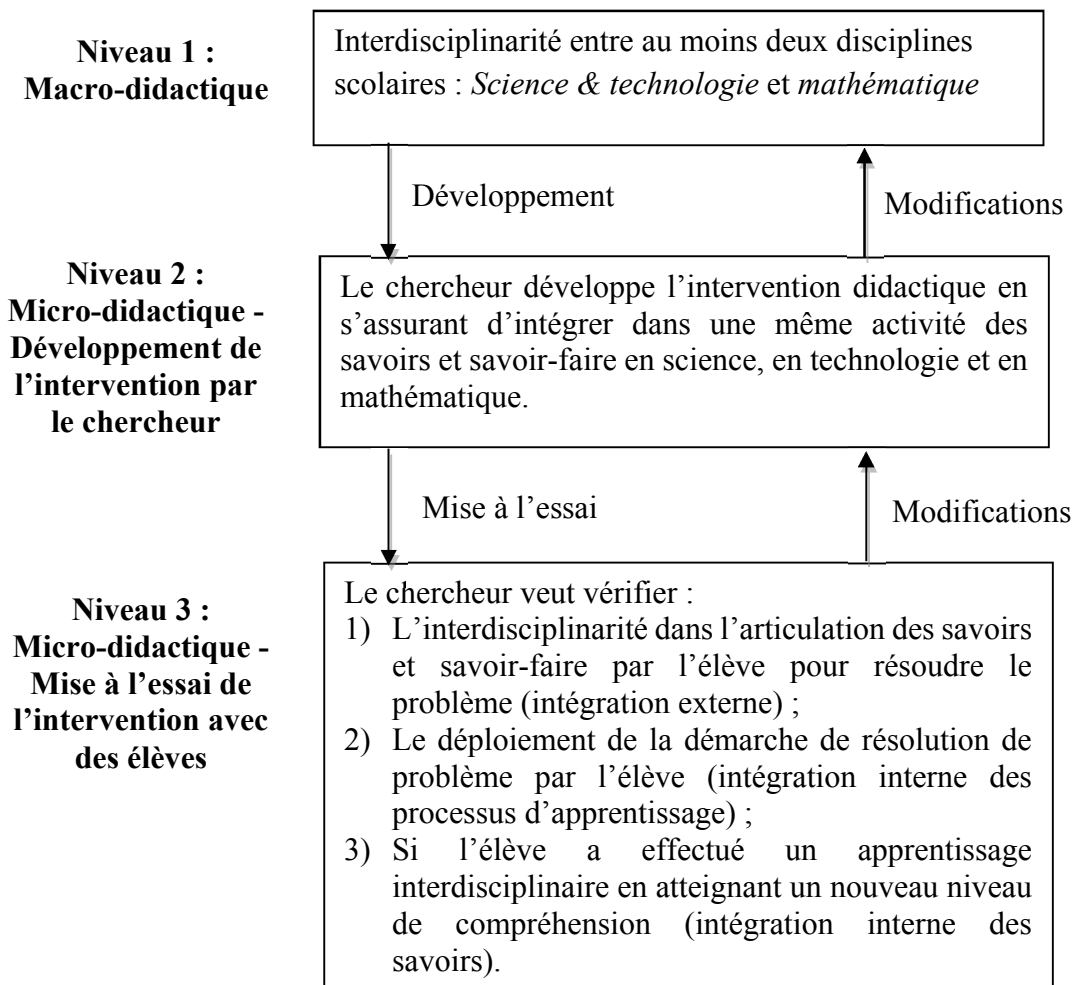 Niveau 1 :
Macro-didactique
Interdisciplinarité entre au moins deux disciplines
scolaires : Science & technologie et mathématique
Développement
Modifications
Niveau 2 :
Micro-didactique -
Développement de
l’intervention par
le chercheur
Le chercheur développe l’intervention didactique en
s’assurant d’intégrer dans une même activité des
savoirs et savoir-faire en science, en technologie et en
mathématique.
Mise à l’essai
Modifications
Niveau 3 :
Micro-didactique -
Mise à l’essai de
l’intervention avec
des élèves
Le chercheur veut vérifier :
1) L’interdisciplinarité dans l’articulation des savoirs
et savoir-faire par l’élève pour résoudre le
problème (intégration externe) ;
2) Le déploiement de la démarche de résolution de
problème par l’élève (intégration interne des
processus d’apprentissage) ;
3) Si l’élève a effectué un apprentissage
interdisciplinaire en atteignant un nouveau niveau
de compréhension (intégration interne des
savoirs).